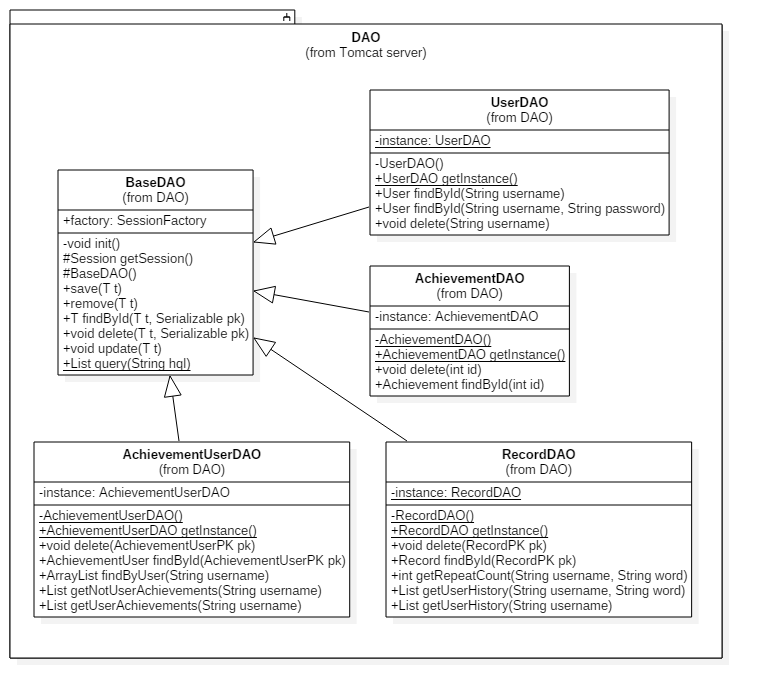 DAO
(from Tomcat server)
UserDAO
(from DAO)
-instance: UserDAO
-UserDAO()
+UserDAO getInstance()
+User findById(String username)
+User findById(String username, String password)
+void delete(String username)
BaseDAO
(from DAO)
+factory: SessionFactory
-void init()
#Session getSession()
#BaseDAO()
+save(T t)
+remove(T t)
+T findById(T t, Serializable pk)
+void delete(T t, Serializable pk)
+void update(T t)
+List query(String hql)
AchievementDAO
(from DAO)
-instance: AchievementDAO
-AchievementDAO()
+AchievementDAO getInstance()
+void delete(int id)
+Achievement findById(int id)
AchievementUserDAO
(from DAO)
-instance: AchievementUserDAO
-AchievementUserDAO()
+AchievementUserDAO getInstance()
+void delete(AchievementUserPK pk)
+AchievementUser findById(AchievementUserPK pk)
+ArrayList findByUser(String username)
+List getNotUserAchievements(String username)
+List getUserAchievements(String username)
RecordDAO
(from DAO)
-instance: RecordDAO
-RecordDAO()
+RecordDAO getInstance()
+void delete(RecordPK pk)
+Record findById(RecordPK pk)
+int getRepeatCount(String username, String word)
+List getUserHistory(String username, String word)
+List getUserHistory(String username)